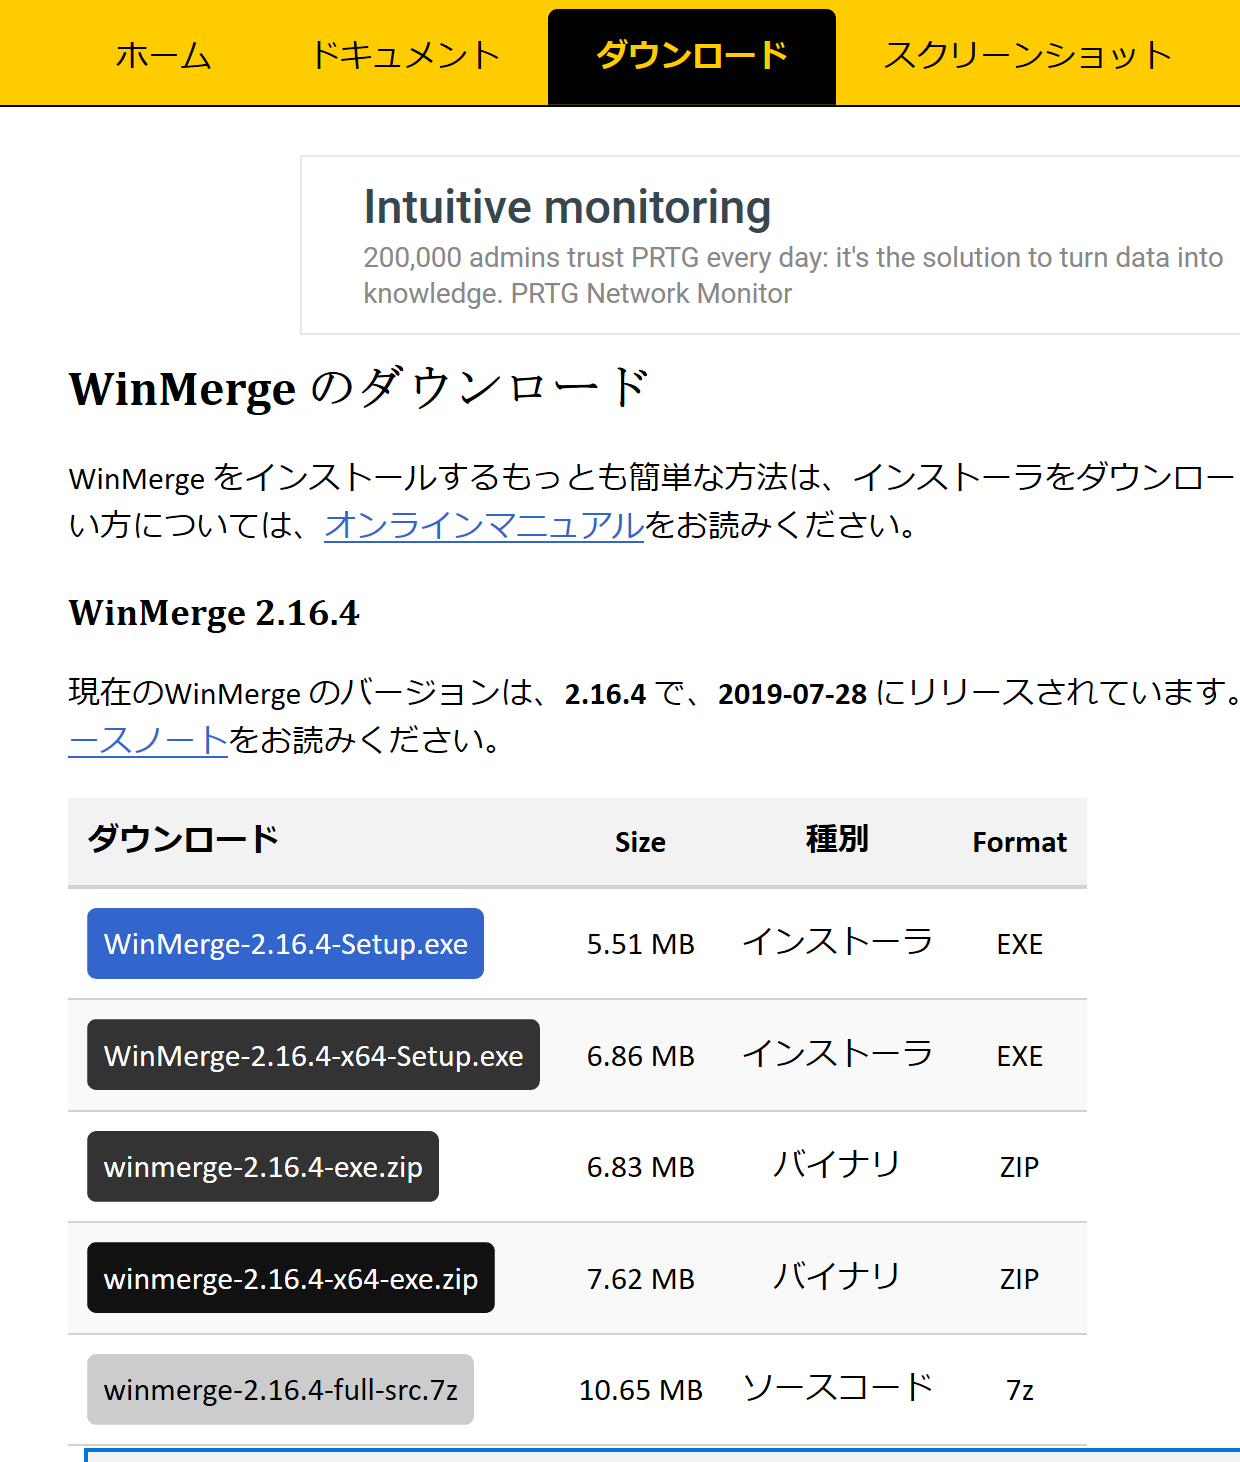 ホーム ドキュメント ダウンロード スクリーンショット
Intuitive monitoring
200,000 admins trust PRTG every day: it's the solution to turn data into
knowledge. PRTG Network Monitor
WinMerge のダウンロード
WinMerge をインストールするもっとも簡単な方法は、インストーラをダウンロー
い方については、オンラインマニュアルをお読みください。
WinMerge 2.16.4
現在のWinMerge のバージョンは、2.16.4 で、2019-07-28 にリリースされています。
ースノートをお読みください。
ダウンロード Size 種別 Format
WinMerge-2.16.4-Setup.exe 5.51 MB インストーラ EXE
WinMerge-2.16.4-x64-Setup.exe 6.86 MB インストーラ EXE
winmerge-2.16.4-exe.zip 6.83 MB バイナリ ZIP
winmerge-2.16.4-x64-exe.zip 7.62 MB バイナリ ZIP
winmerge-2.16.4-full-src.7z 10.65 MB ソースコード 7z